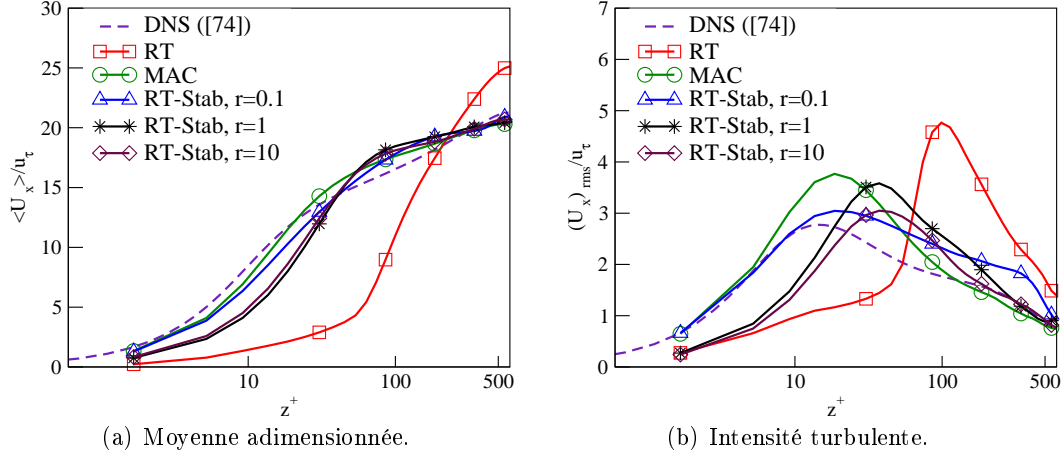 30
25
20
15
10
5
0
<U_x>/u_τ
DNS ([74])
RT
MAC
RT-Stab, r=0.1
RT-Stab, r=1
RT-Stab, r=10
10
100
500
z^+
(a) Moyenne adimensionnée.
7
6
5
4
3
2
1
0
(U_x)_rms/u_τ
DNS ([74])
RT
MAC
RT-Stab, r=0.1
RT-Stab, r=1
RT-Stab, r=10
10
100
500
z^+
(b) Intensité turbulente.